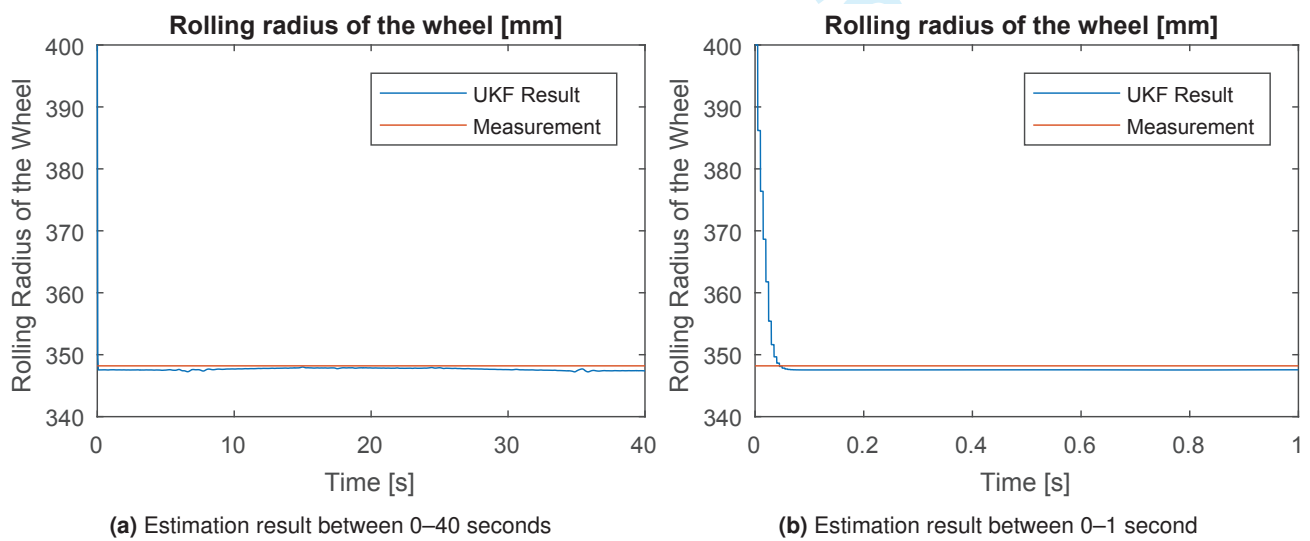 Rolling radius of the wheel [mm]
400
390
380
370
360
350
340
Rolling Radius of the Wheel
UKF Result
Measurement
0
10
20
30
40
Time [s]
(a) Estimation result between 0–40 seconds
Rolling radius of the wheel [mm]
400
390
380
370
360
350
340
Rolling Radius of the Wheel
UKF Result
Measurement
0
0.2
0.4
0.6
0.8
1
Time [s]
(b) Estimation result between 0–1 second